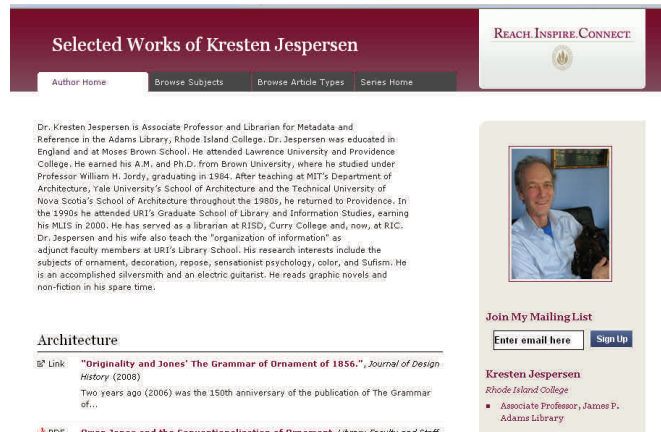 Selected Works of Kresten Jespersen
REACH. INSPIRE. CONNECT.
Author Home
Browse Subjects
Browse Article Types
Series Home
Dr. Kresten Jespersen is Associate Professor and Librarian for Metadata and
Reference in the Adams Library, Rhode Island College. Dr. Jespersen was educated in
England and at Moses Brown School. He attended Lawrence University and Providence
College. He earned his A.M. and Ph.D. from Brown University, where he studied under
Professor William H. Jordy, graduating in 1984. After teaching at MIT's Department of
Architecture, Yale University's School of Architecture and the Technical University of
Nova Scotia's School of Architecture throughout the 1980s, he returned to Providence. In
the 1990s he attended URI's Graduate School of Library and Information Studies, earning
his MLIS in 2000. He has served as a librarian at RISD, Curry College and, now, at RIC.
Dr. Jespersen and his wife also teach the "organization of information" as
adjunct faculty members at URI's Library School. His research interests include the
subjects of ornament, decoration, repose, sensationist psychology, color, and Sufism. He
is an accomplished silversmith and an electric guitarist. He reads graphic novels and
non-fiction in his spare time.
Architecture
Link "Originality and Jones' The Grammar of Ornament of 1856.", Journal of Design
History (2008)
Two years ago (2006) was the 150th anniversary of the publication of The Grammar
of...
PDF Owen Jones and the Conventionalization of Ornament, Library Faculty and Staff
Join My Mailing List
Enter email here
Sign Up
Kresten Jespersen
Rhode Island College
Associate Professor, James P.
Adams Library